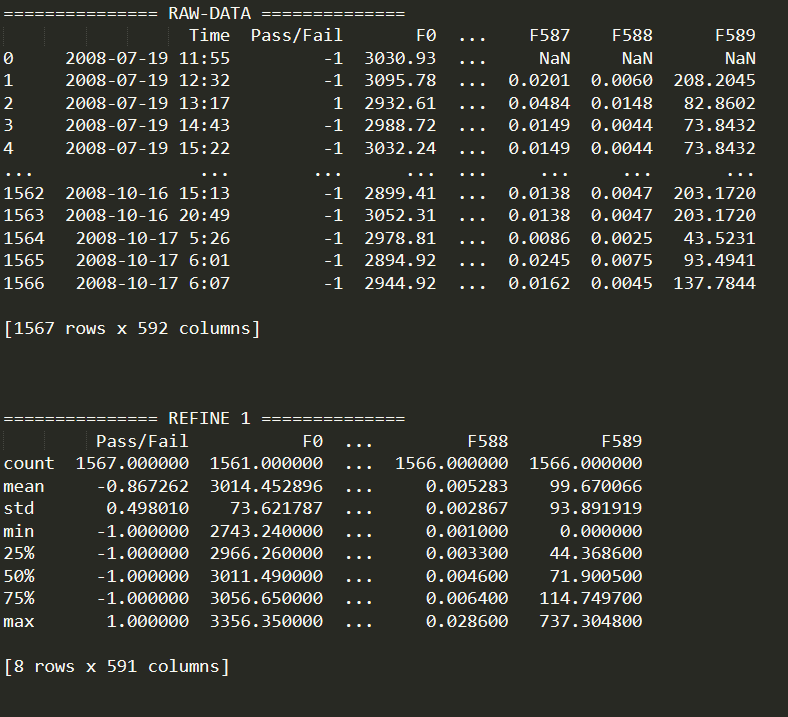 =============== RAW-DATA ==============
Time Pass/Fail F0 ... F587 F588 F589
0 2008-07-19 11:55 -1 3030.93 ... NaN NaN NaN
1 2008-07-19 12:32 -1 3095.78 ... 0.0201 0.0060 208.2045
2 2008-07-19 13:17 1 2932.61 ... 0.0484 0.0148 82.8602
3 2008-07-19 14:43 -1 2988.72 ... 0.0149 0.0044 73.8432
4 2008-07-19 15:22 -1 3032.24 ... 0.0149 0.0044 73.8432
... ... ... ... ... ... ... ...
1562 2008-10-16 15:13 -1 2899.41 ... 0.0138 0.0047 203.1720
1563 2008-10-16 20:49 -1 3052.31 ... 0.0138 0.0047 203.1720
1564 2008-10-17 5:26 -1 2978.81 ... 0.0086 0.0025 43.5231
1565 2008-10-17 6:01 -1 2894.92 ... 0.0245 0.0075 93.4941
1566 2008-10-17 6:07 -1 2944.92 ... 0.0162 0.0045 137.7844
[1567 rows x 592 columns]
=============== REFINE 1 ==============
Pass/Fail F0 ... F588 F589
count 1567.000000 1561.000000 ... 1566.000000 1566.000000
mean -0.867262 3014.452896 ... 0.005283 99.670066
std 0.498010 73.621787 ... 0.002867 93.891919
min -1.000000 2743.240000 ... 0.001000 0.000000
25% -1.000000 2966.260000 ... 0.003300 44.368600
50% -1.000000 3011.490000 ... 0.004600 71.900500
75% -1.000000 3056.650000 ... 0.006400 114.749700
max 1.000000 3356.350000 ... 0.028600 737.304800
[8 rows x 591 columns]